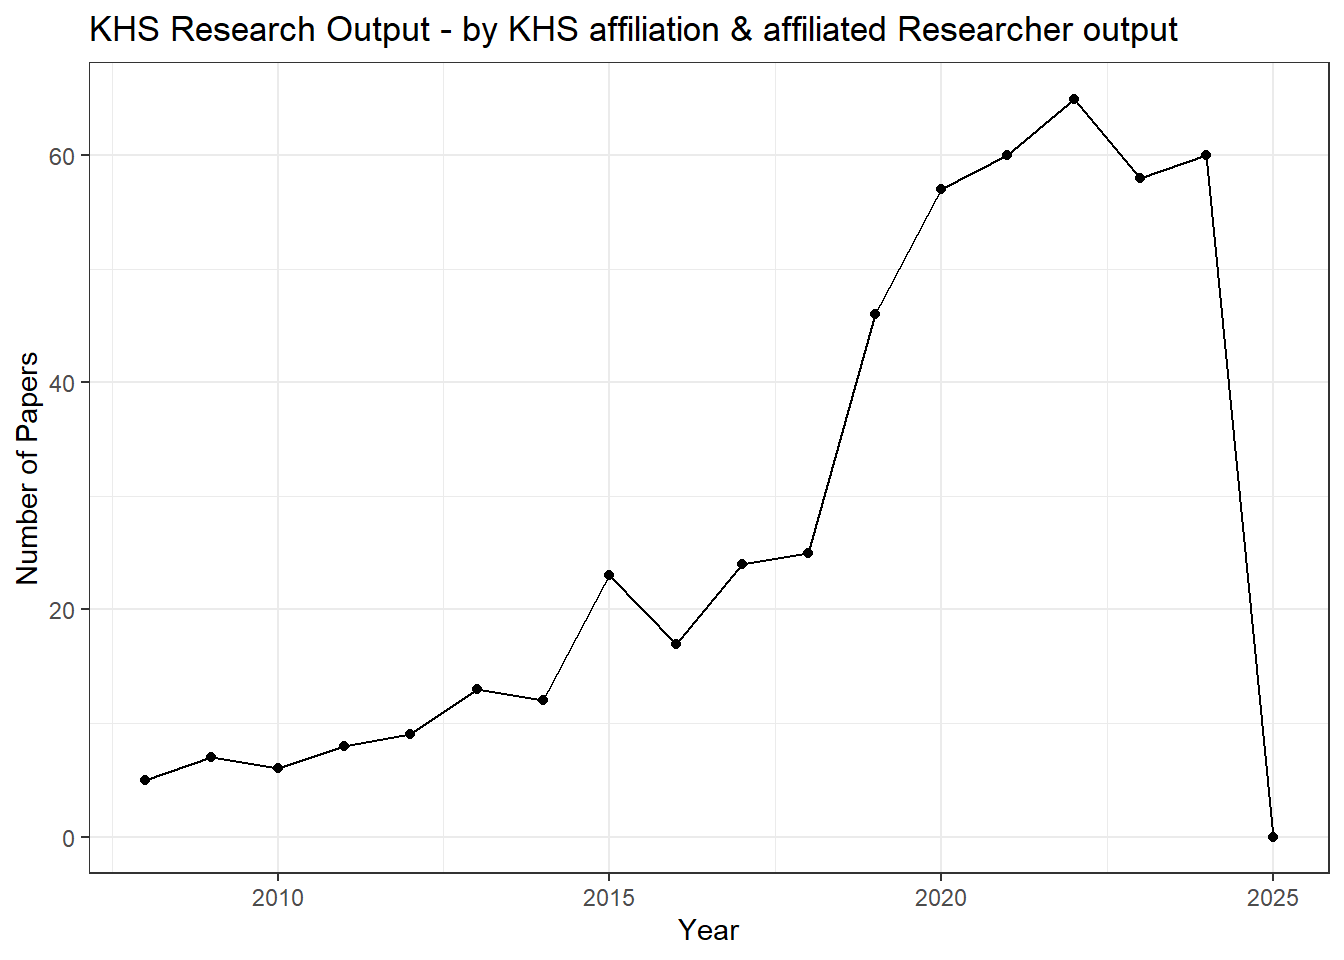 KHS Research Output - by KHS affiliation & affiliated Researcher output
Number of Papers
60
40
20
0
2010 2015 2020 2025
Year